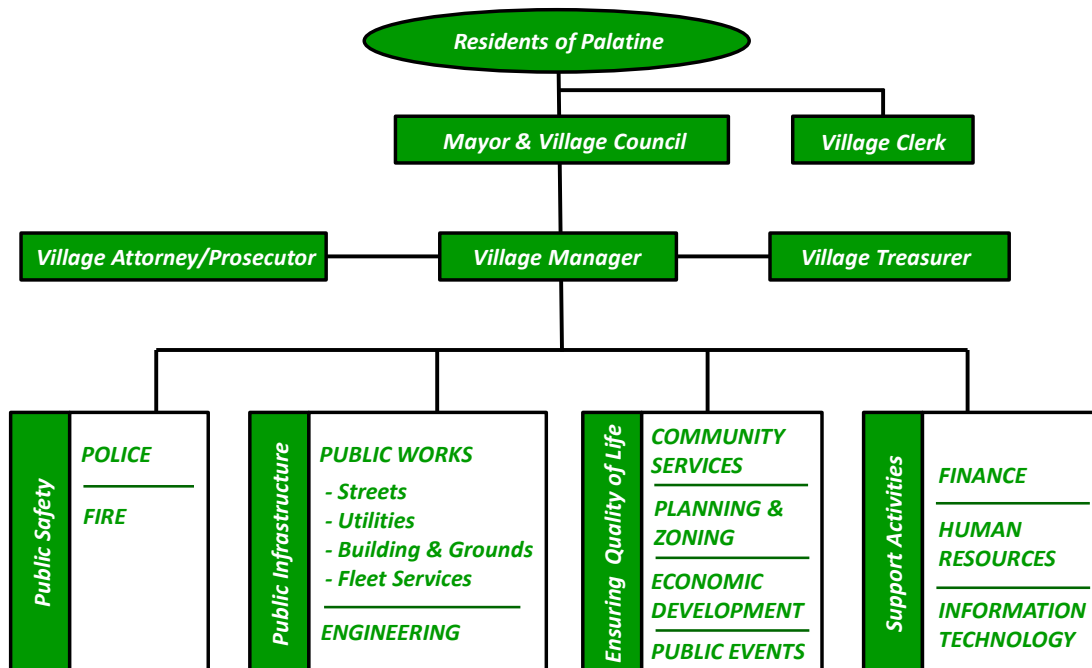 Residents of Palatine
Mayor & Village Council
Village Clerk
Village Attorney/Prosecutor
Village Manager
Village Treasurer
Public Safety
POLICE
FIRE
Public Infrastructure
PUBLIC WORKS
- Streets
- Utilities
- Building & Grounds
- Fleet Services
ENGINEERING
Ensuring Quality of Life
COMMUNITY
SERVICES
PLANNING &
ZONING
ECONOMIC
DEVELOPMENT
PUBLIC EVENTS
Support Activities
FINANCE
HUMAN
RESOURCES
INFORMATION
TECHNOLOGY